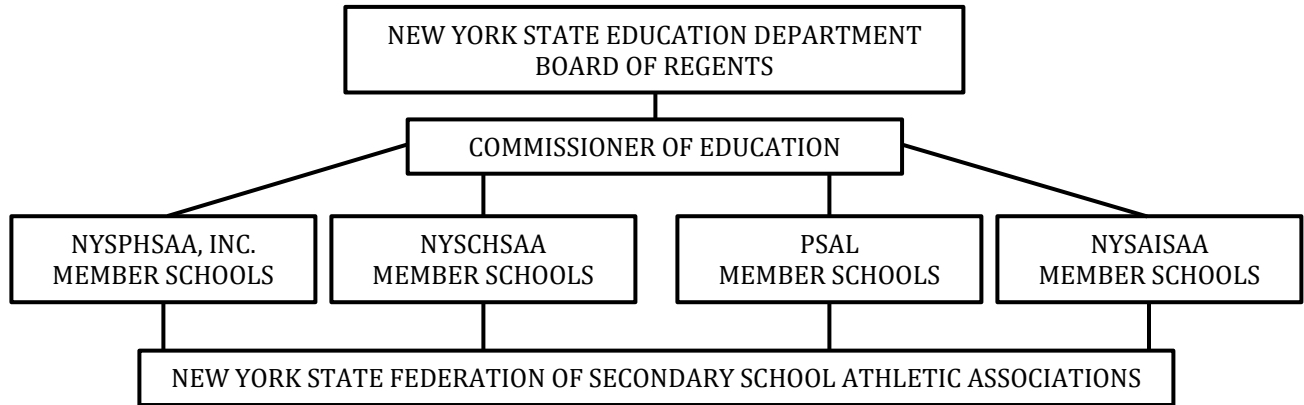 NEW YORK STATE EDUCATION DEPARTMENT
BOARD OF REGENTS
COMMISSIONER OF EDUCATION
NYSPHSAA, INC.
MEMBER SCHOOLS
NYSCHSAA
MEMBER SCHOOLS
PSAL
MEMBER SCHOOLS
NYSAISAA
MEMBER SCHOOLS
NEW YORK STATE FEDERATION OF SECONDARY SCHOOL ATHLETIC ASSOCIATIONS